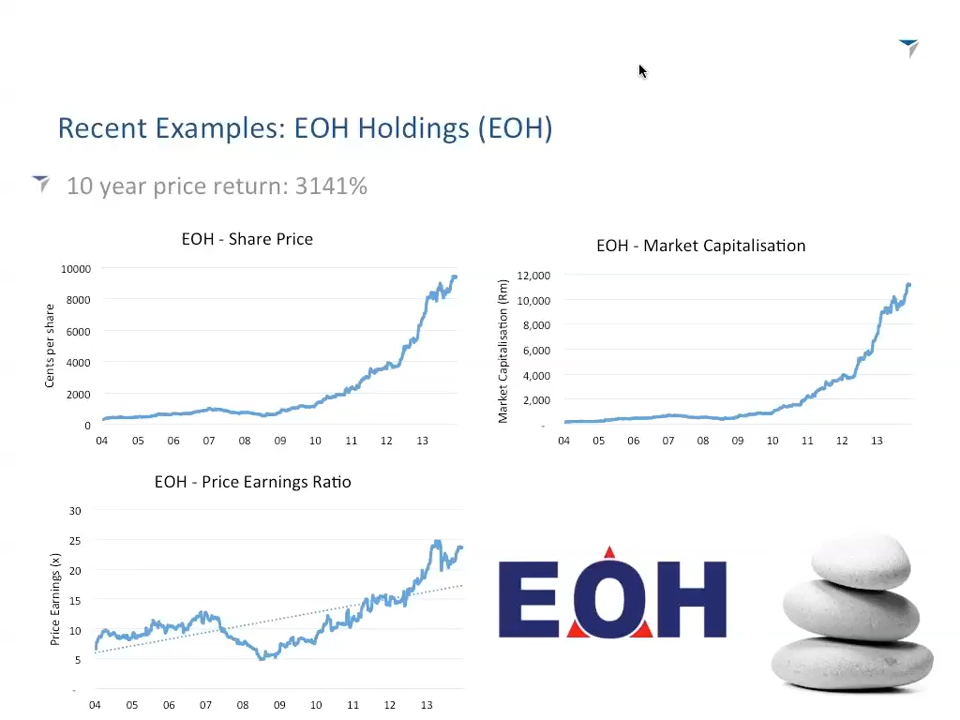 Recent Examples: EOH Holdings (EOH)
10 year price return: 3141%
EOH - Share Price
Cents per share
10000
8000
6000
4000
2000
0
04 05 06 07 08 09 10 11 12 13
EOH - Market Capitalisation
Market Capitalisation (Rm)
12,000
10,000
8,000
6,000
4,000
2,000
-
04 05 06 07 08 09 10 11 12 13
EOH - Price Earnings Ratio
Price Earnings (x)
30
25
20
15
10
5
-
04 05 06 07 08 09 10 11 12 13
EOH